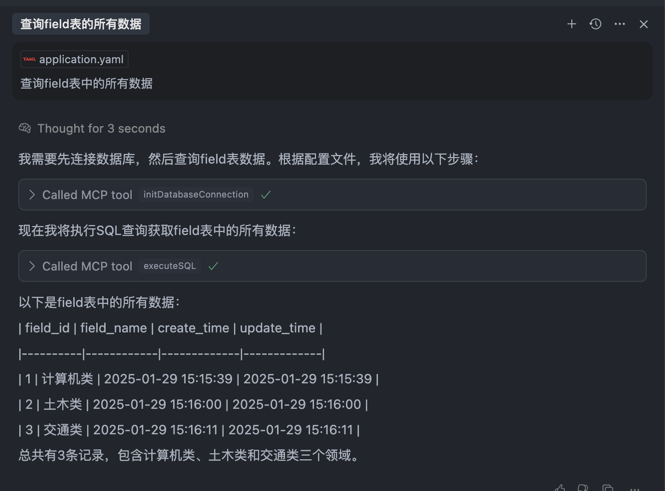 查询field表的所有数据
YAML application.yaml
查询field表中的所有数据
Thought for 3 seconds
我需要先连接数据库，然后查询field表数据。根据配置文件，我将使用以下步骤：
Called MCP tool initDatabaseConnection
现在我将执行SQL查询获取field表中的所有数据：
Called MCP tool executeSQL
以下是field表中的所有数据：
| field_id | field_name | create_time | update_time |
|----------|------------|-------------|-------------|
| 1 | 计算机类 | 2025-01-29 15:15:39 | 2025-01-29 15:15:39 |
| 2 | 土木类 | 2025-01-29 15:16:00 | 2025-01-29 15:16:00 |
| 3 | 交通类 | 2025-01-29 15:16:11 | 2025-01-29 15:16:11 |
总共有3条记录，包含计算机类、土木类和交通类三个领域。